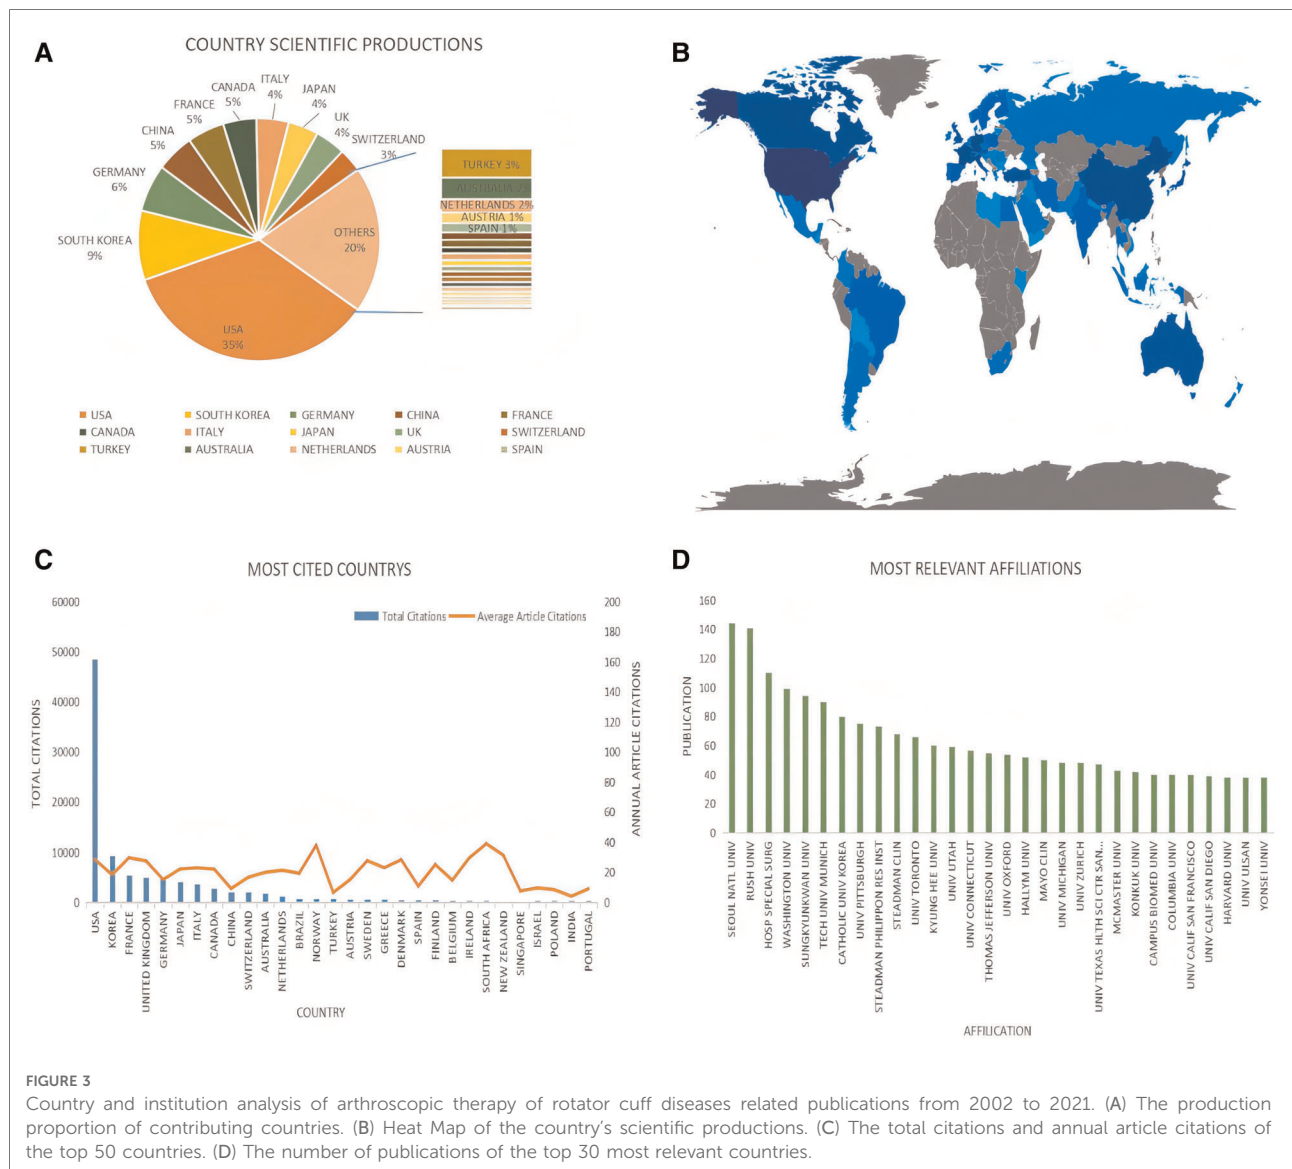 A
COUNTRY SCIENTIFIC PRODUCTIONS
ITALY
4%
CANADA
5%
JAPAN
4%
FRANCE
5%
UK
4%
CHINA
5%
SWITZERLAND
3%
GERMANY
6%
SOUTH KOREA
9%
OTHERS
20%
USA
35%
TURKEY 3%
AUSTRALIA 2%
NETHERLANDS 2%
AUSTRIA 1%
SPAIN 1%
USA SOUTH KOREA GERMANY CHINA FRANCE
CANADA ITALY JAPAN UK SWITZERLAND
TURKEY AUSTRALIA NETHERLANDS AUSTRIA SPAIN
B
C
MOST CITED COUNTRYS
Total Citations Average Article Citations
TOTAL CITATIONS
60000
50000
40000
30000
20000
10000
0
ANNUAL ARTICLE CITATIONS
200
180
160
140
120
100
80
60
40
20
0
USA
KOREA
FRANCE
UNITED KINGDOM
GERMANY
JAPAN
ITALY
CANADA
CHINA
SWITZERLAND
AUSTRALIA
NETHERLANDS
BRAZIL
NORWAY
TURKEY
AUSTRIA
SWEDEN
GREECE
DENMARK
SPAIN
FINLAND
BELGIUM
IRELAND
SOUTH AFRICA
NEW ZEALAND
SINGAPORE
ISRAEL
POLAND
INDIA
PORTUGAL
COUNTRY
D
MOST RELEVANT AFFILIATIONS
PUBLICATION
160
140
120
100
80
60
40
20
0
SEOUL NATL UNIV
RUSH UNIV
HOSP SPECIAL SURG
WASHINGTON UNIV
SUNGKYUNKWAN UNIV
TECH UNIV MUNICH
CATHOLIC UNIV KOREA
UNIV PITTSBURGH
STEADMAN PHILIPPON RES INST
STEADMAN CLIN
UNIV TORONTO
KYUNG HEE UNIV
UNIV UTAH
UNIV CONNECTICUT
THOMAS JEFFERSON UNIV
UNIV OXFORD
HALLYM UNIV
MAYO CLIN
UNIV MICHIGAN
UNIV ZURICH
UNIV TEXAS HLTH SCI CTR SAN...
MCMASTER UNIV
KONKUK UNIV
CAMPUS BIOMED UNIV
COLUMBIA UNIV
UNIV CALIF SAN FRANCISCO
UNIV CALIF SAN DIEGO
HARVARD UNIV
UNIV ULSAN
YONSEI UNIV
AFFILICATION
FIGURE 3
Country and institution analysis of arthroscopic therapy of rotator cuff diseases related publications from 2002 to 2021. (A) The production
proportion of contributing countries. (B) Heat Map of the country's scientific productions. (C) The total citations and annual article citations of
the top 50 countries. (D) The number of publications of the top 30 most relevant countries.